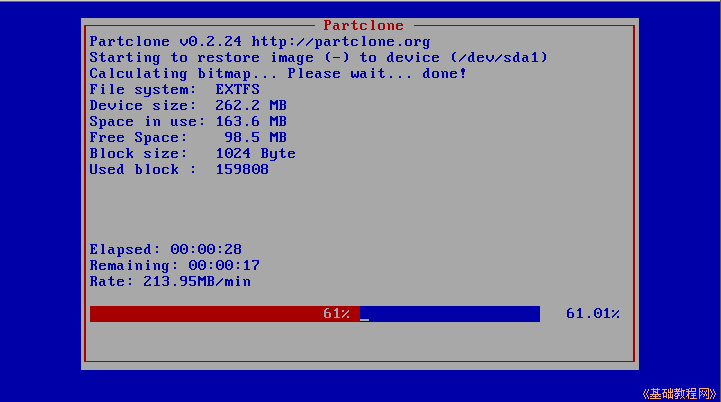 Partclone
Partclone v0.2.24 http://partclone.org
Starting to restore image (-) to device (/dev/sda1)
Calculating bitmap... Please wait... done!
File system:  EXTFS
Device size:  262.2 MB
Space in use: 163.6 MB
Free Space:    98.5 MB
Block size:   1024 Byte
Used block :  159808
Elapsed: 00:00:28
Remaining: 00:00:17
Rate: 213.95MB/min
61% 61.01%
《基础教程网》